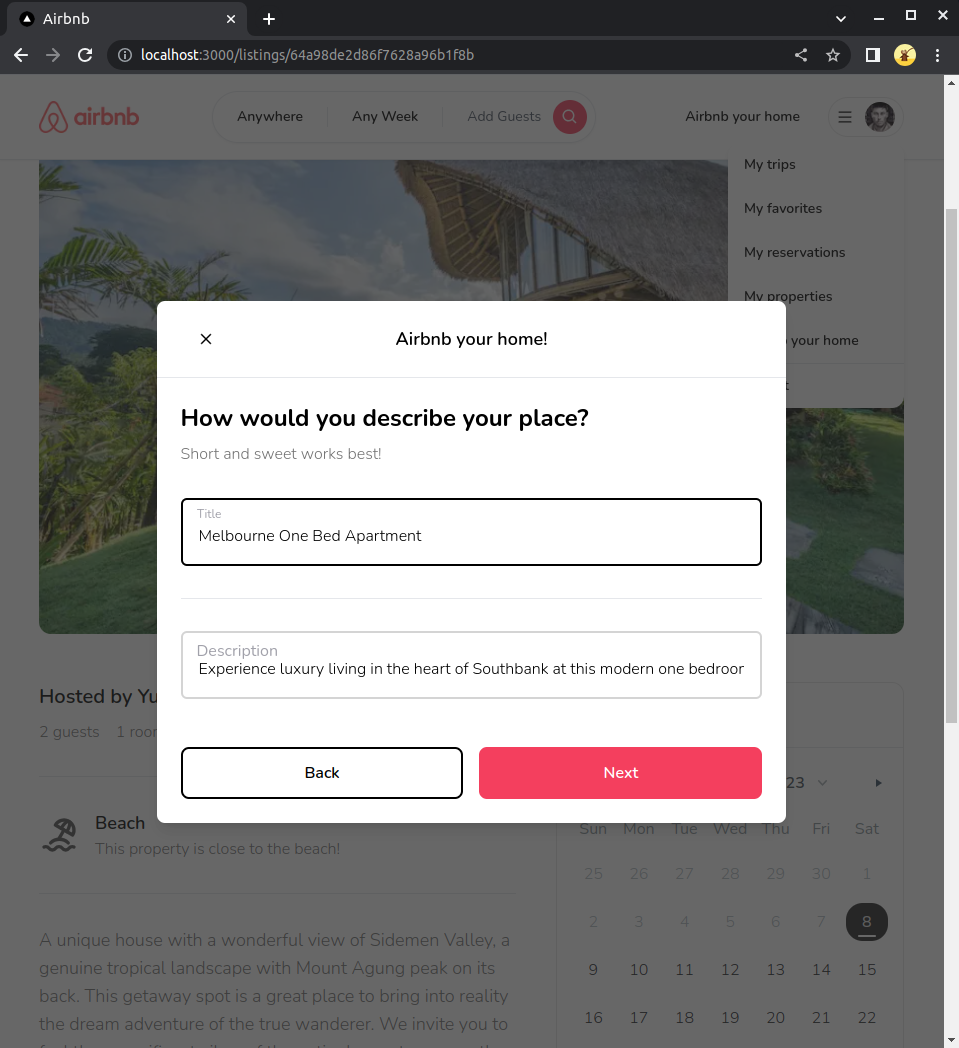 Airbnb
localhost:3000/listings/64a98de2d86f7628a96b1f8b
airbnb
Anywhere
Any Week
Add Guests
Airbnb your home
My trips
My favorites
My reservations
My properties
your home
Airbnb your home!
How would you describe your place?
Short and sweet works best!
Title
Melbourne One Bed Apartment
Description
Experience luxury living in the heart of Southbank at this modern one bedroor
Back
Next
Hosted by Yu
2 guests 1 roor
Beach
This property is close to the beach!
A unique house with a wonderful view of Sidemen Valley, a
genuine tropical landscape with Mount Agung peak on its
back. This getaway spot is a great place to bring into reality
the dream adventure of the true wanderer. We invite you to
23
Sun Mon Tue Wed Thu Fri Sat
25 26 27 28 29 30 1
2 3 4 5 6 7 8
9 10 11 12 13 14 15
16 17 18 19 20 21 22